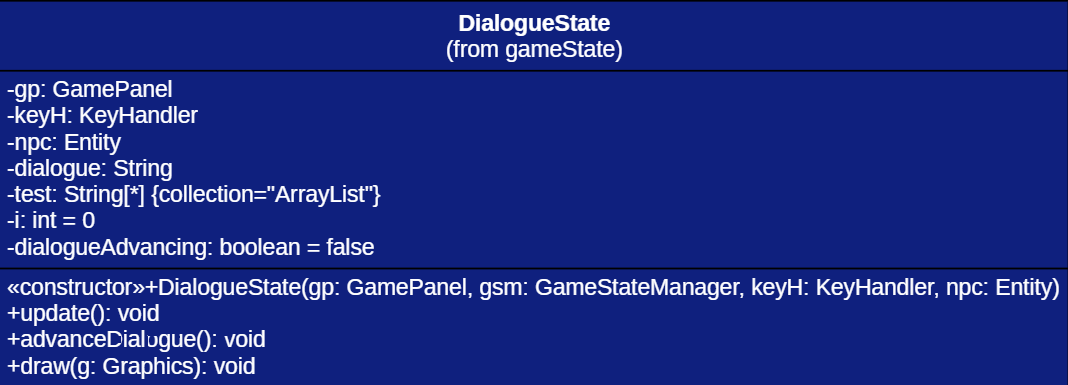 DialogueState
(from gameState)
-gp: GamePanel
-keyH: KeyHandler
-npc: Entity
-dialogue: String
-test: String[*] {collection="ArrayList"}
-i: int = 0
-dialogueAdvancing: boolean = false
«constructor»+DialogueState(gp: GamePanel, gsm: GameStateManager, keyH: KeyHandler, npc: Entity)
+update(): void
+advanceDialogue(): void
+draw(g: Graphics): void